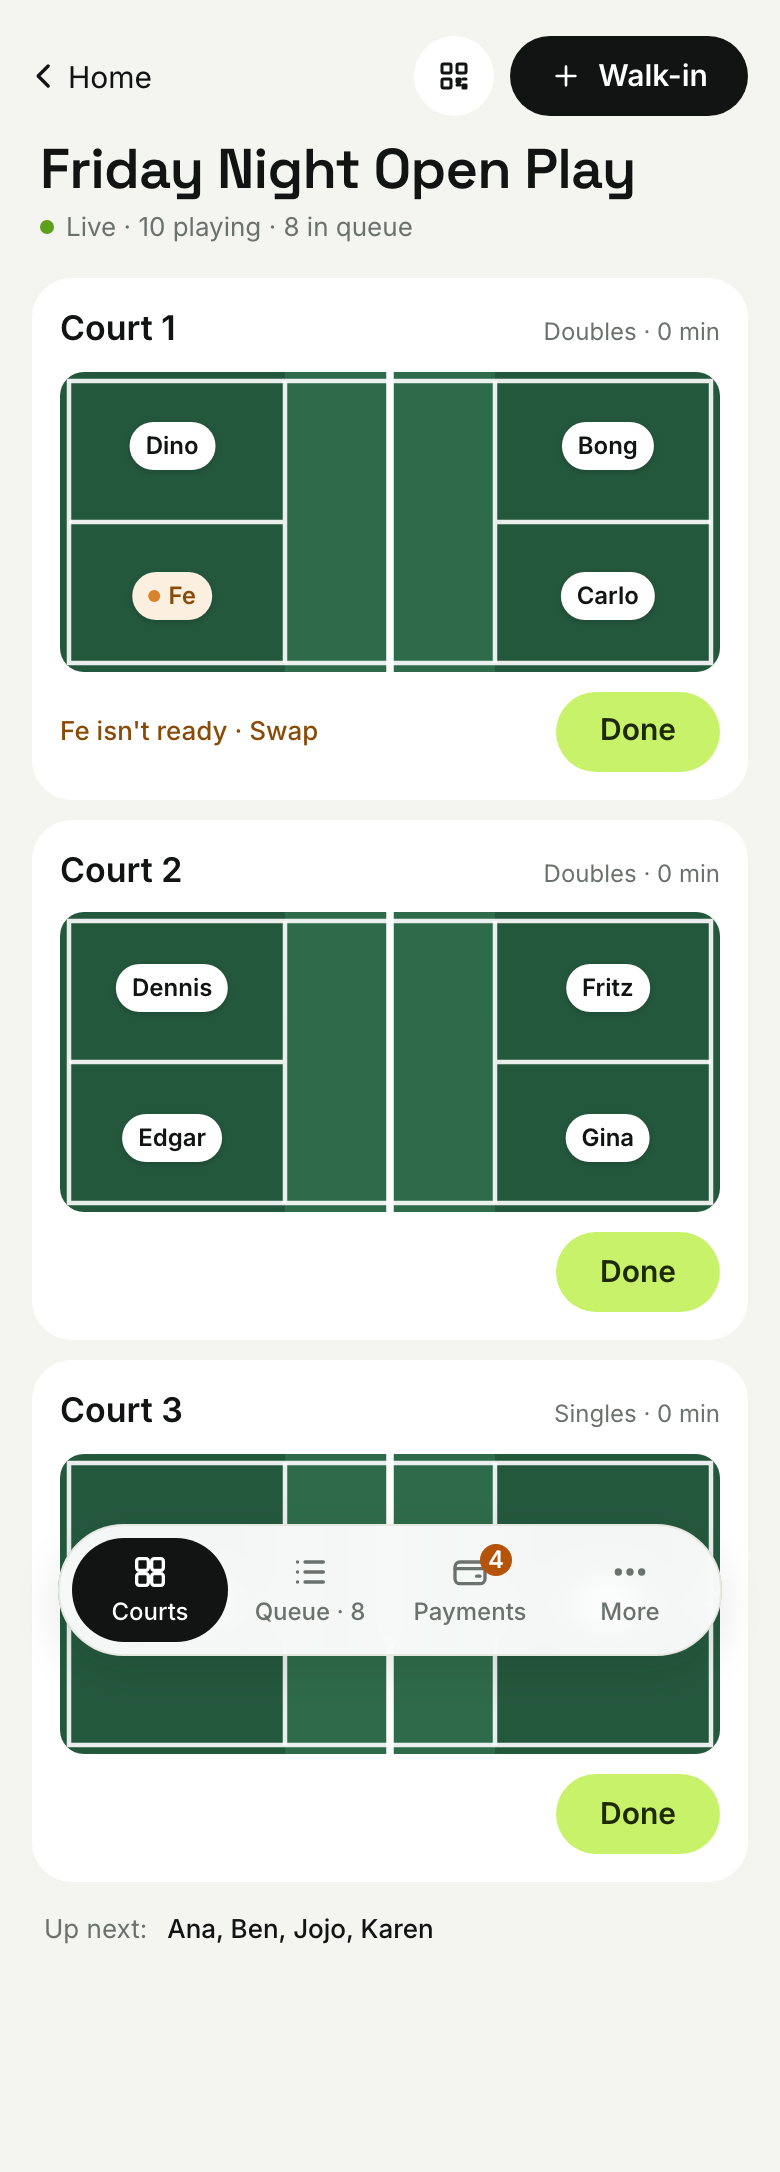 Home
Walk-in
Friday Night Open Play
Live · 10 playing · 8 in queue
Court 1
Doubles · 0 min
Dino
Bong
Fe
Carlo
Fe isn't ready · Swap
Done
Court 2
Doubles · 0 min
Dennis
Fritz
Edgar
Gina
Done
Court 3
Singles · 0 min
4
Courts
Queue · 8
Payments
More
Done
Up next: Ana, Ben, Jojo, Karen